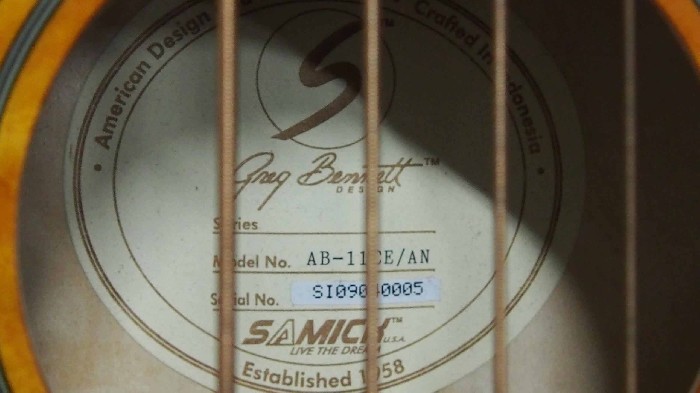 American Design
Crafted In Indonesia
Greg Bennett™
DESIGN
Series
Model No. AB-11CE/AN
Serial No. SI09040005
SAMICK™
U.S.A.
LIVE THE DREAM
Established 1958